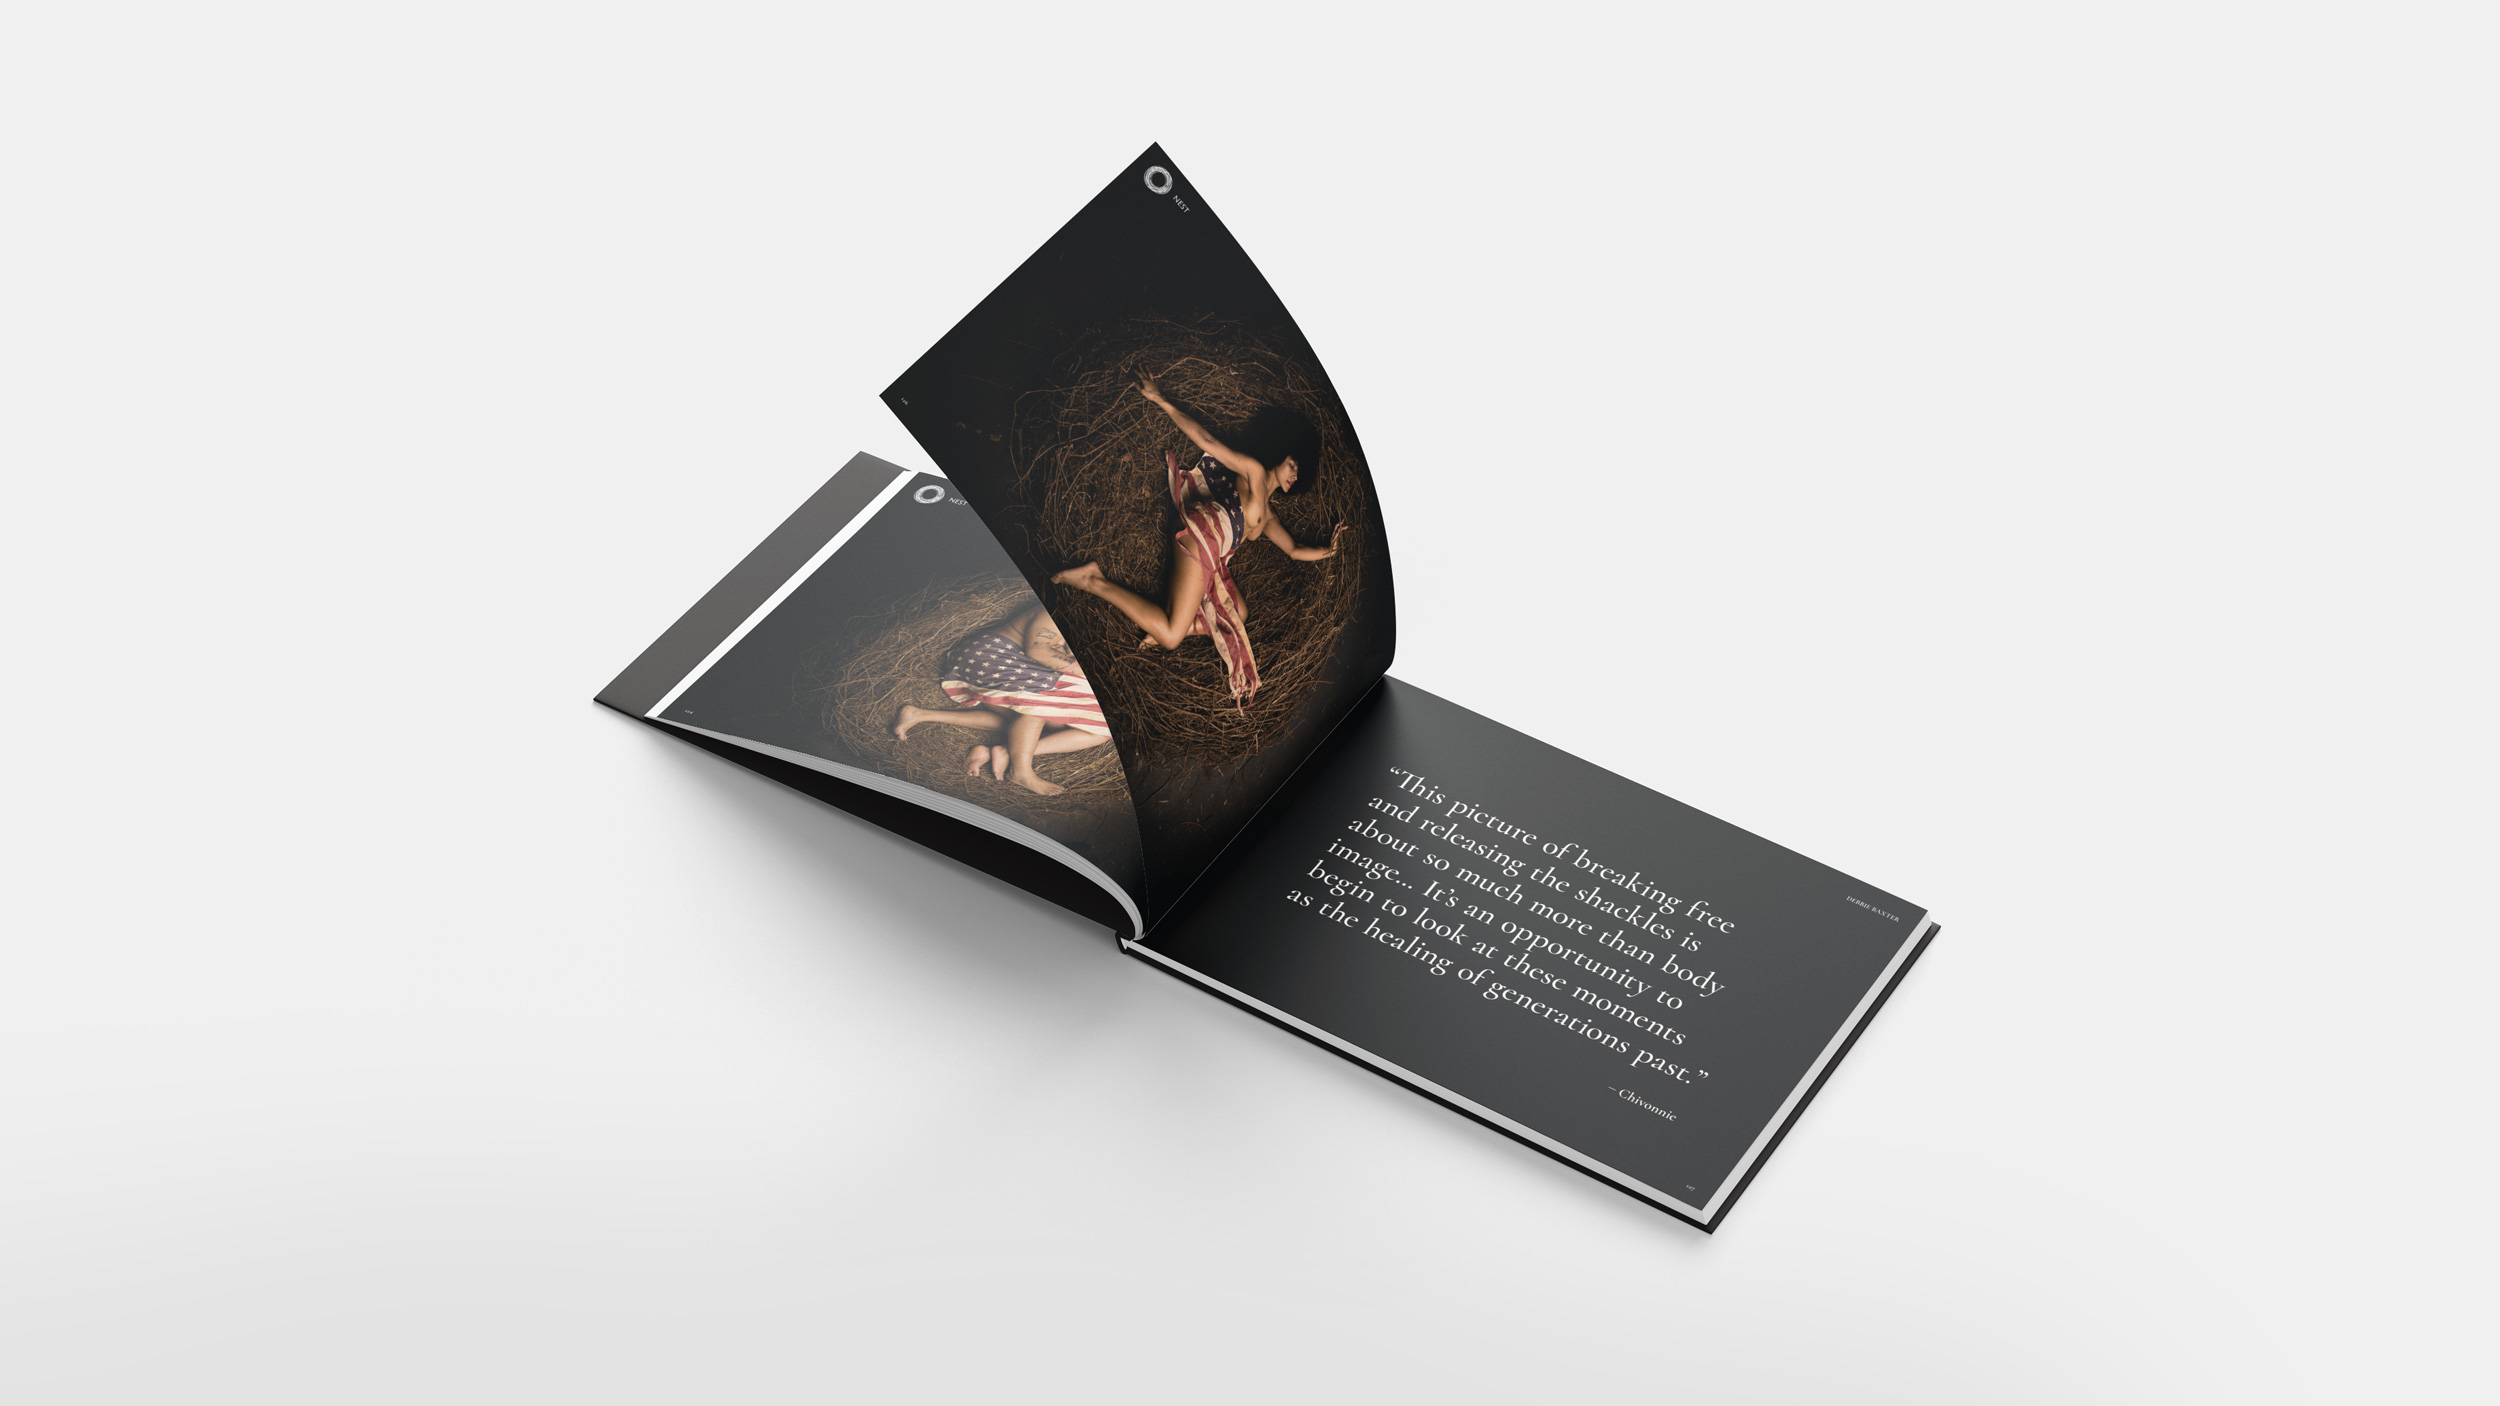 NEST
NEST
124
“This picture of breaking free
and releasing the shackles is
about so much more than body
image... It’s an opportunity to
begin to look at these moments
as the healing of generations past.”
– Chivonnie
DEBBIE BAXTER
127